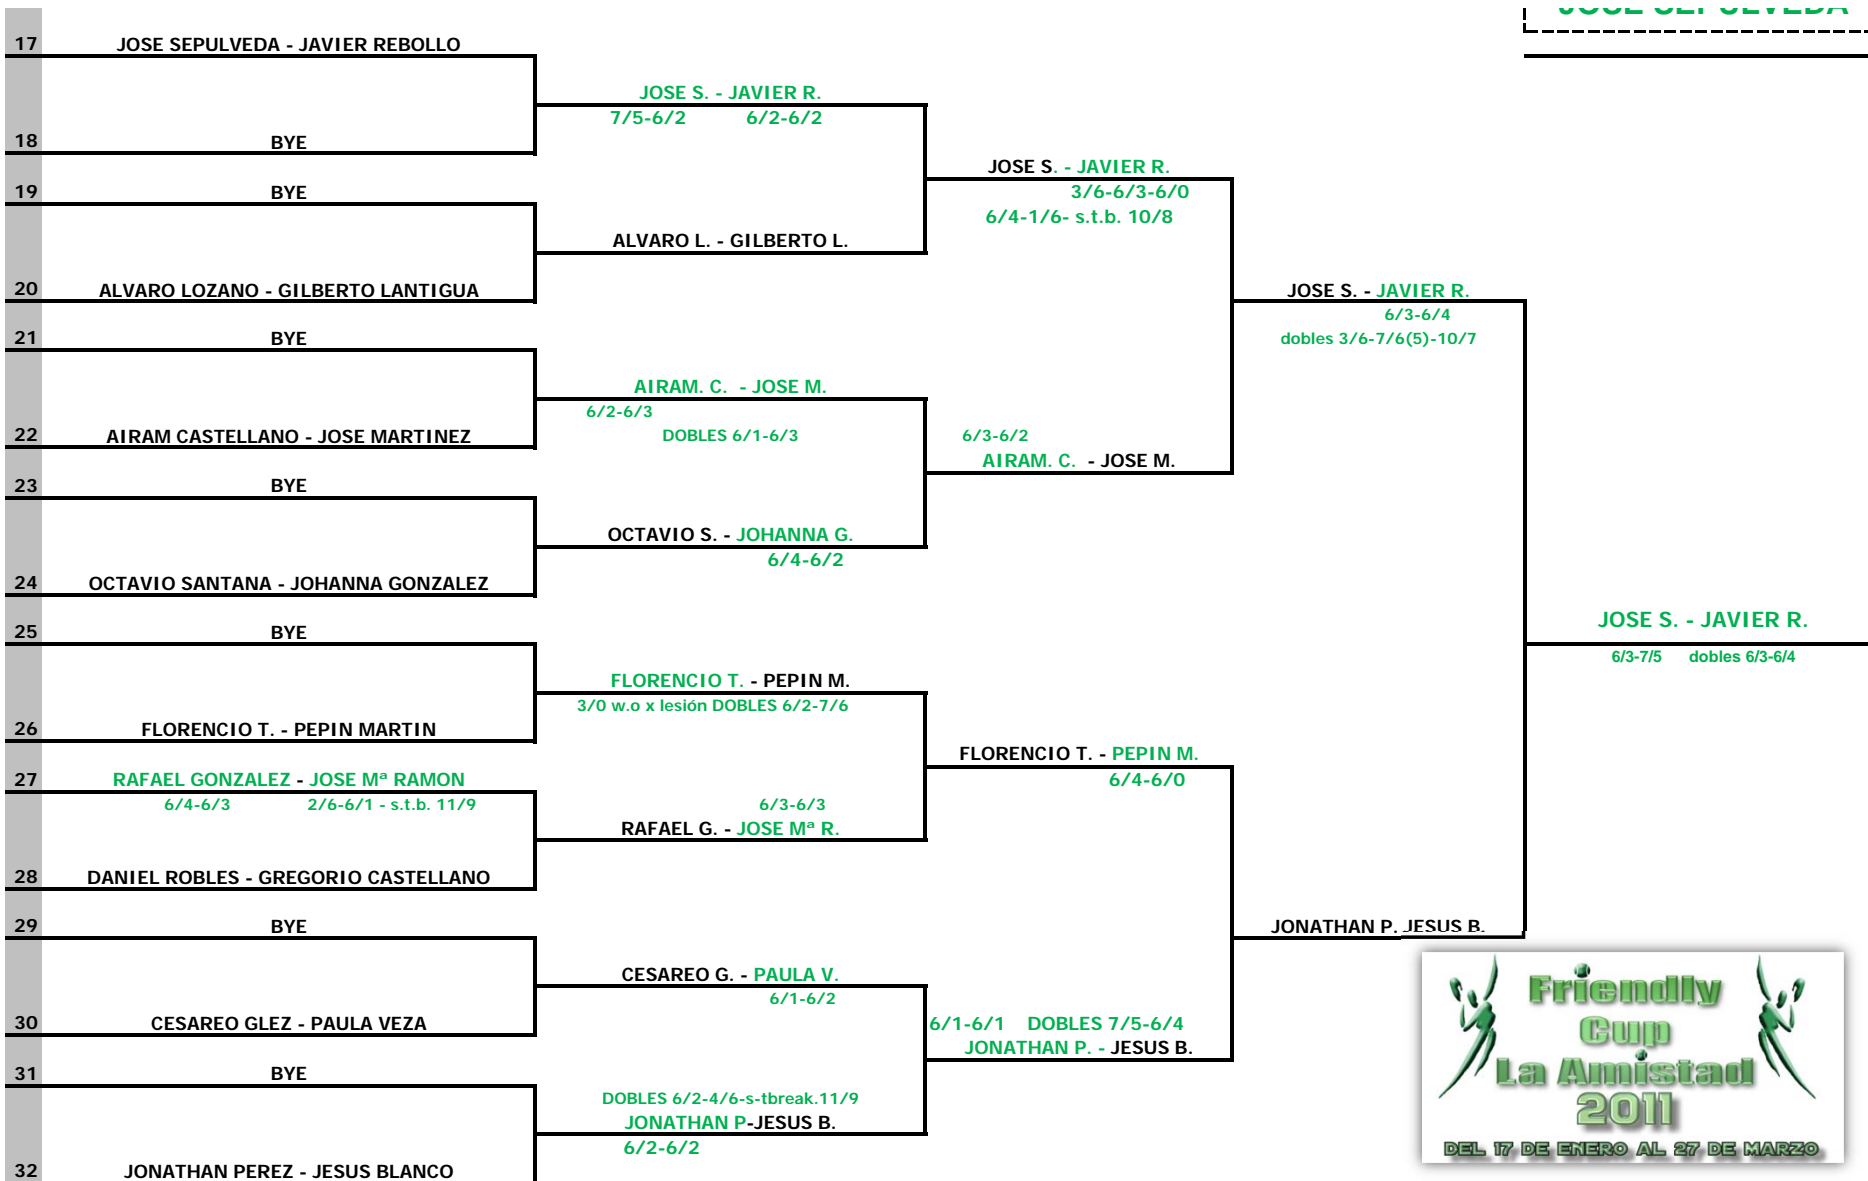 JOSE SEPULVEDA
17 JOSE SEPULVEDA - JAVIER REBOLLO
JOSE S. - JAVIER R.
7/5-6/2 6/2-6/2
18 BYE
JOSE S. - JAVIER R.
3/6-6/3-6/0
6/4-1/6- s.t.b. 10/8
19 BYE
ALVARO L. - GILBERTO L.
20 ALVARO LOZANO - GILBERTO LANTIGUA
JOSE S. - JAVIER R.
6/3-6/4
dobles 3/6-7/6(5)-10/7
21 BYE
AIRAM. C. - JOSE M.
6/2-6/3
DOBLES 6/1-6/3
22 AIRAM CASTELLANO - JOSE MARTINEZ
6/3-6/2
AIRAM. C. - JOSE M.
23 BYE
OCTAVIO S. - JOHANNA G.
6/4-6/2
24 OCTAVIO SANTANA - JOHANNA GONZALEZ
JOSE S. - JAVIER R.
6/3-7/5 dobles 6/3-6/4
25 BYE
FLORENCIO T. - PEPIN M.
3/0 w.o x lesión DOBLES 6/2-7/6
26 FLORENCIO T. - PEPIN MARTIN
FLORENCIO T. - PEPIN M.
6/4-6/0
27 RAFAEL GONZALEZ - JOSE Mª RAMON
6/4-6/3 2/6-6/1 - s.t.b. 11/9
6/3-6/3
RAFAEL G. - JOSE Mª R.
28 DANIEL ROBLES - GREGORIO CASTELLANO
29 BYE
JONATHAN P. JESUS B.
CESAREO G. - PAULA V.
6/1-6/2
30 CESAREO GLEZ - PAULA VEZA
6/1-6/1 DOBLES 7/5-6/4
JONATHAN P. - JESUS B.
31 BYE
DOBLES 6/2-4/6-s-tbreak.11/9
JONATHAN P-JESUS B.
6/2-6/2
32 JONATHAN PEREZ - JESUS BLANCO
Friendly
Cup
La Amistad
2011
DEL 17 DE ENERO AL 27 DE MARZO